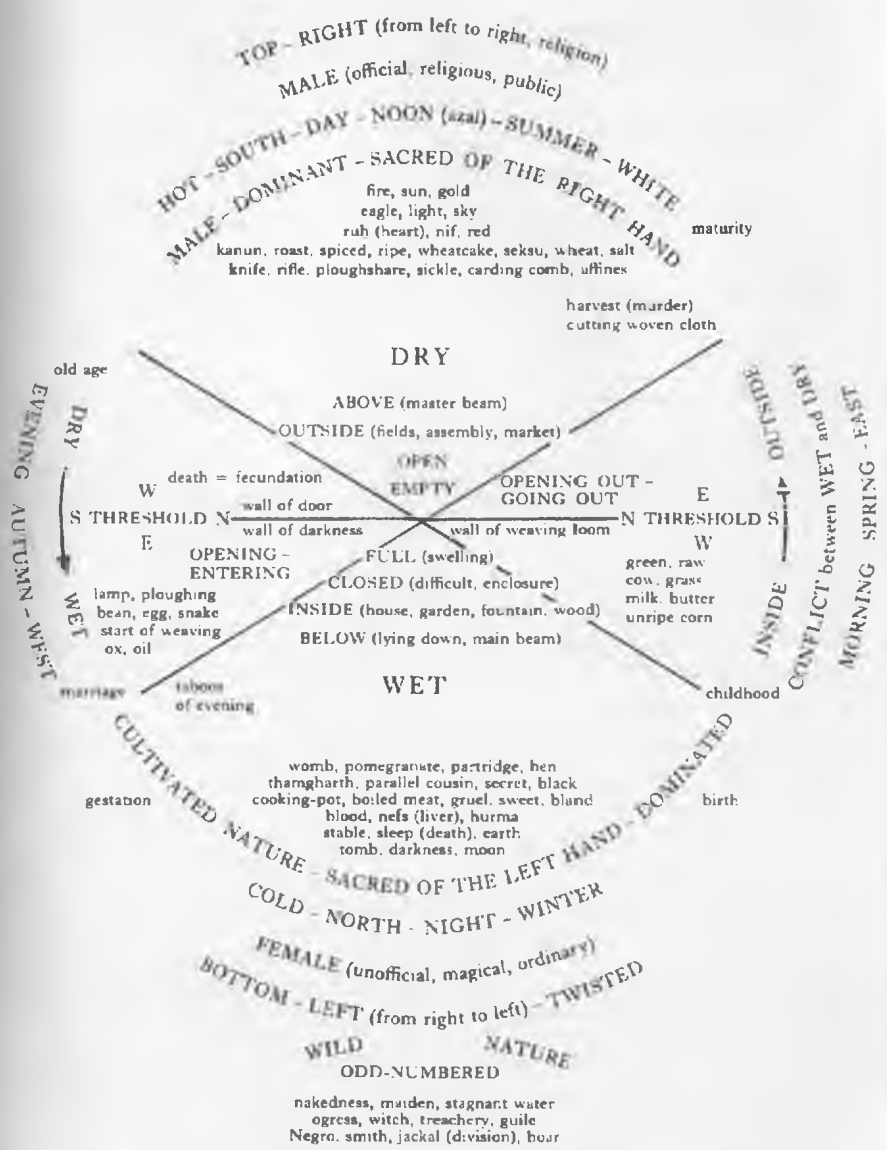 TOP – RIGHT (from left to right, religion)
MALE (official, religious, public)
HOT – SOUTH – DAY – NOON (azal) – SUMMER – WHITE
MALE – DOMINANT – SACRED OF THE RIGHT HAND
fire, sun, gold
eagle, light, sky
ruh (heart), nif, red
kanun, roast, spiced, ripe, wheatcake, seksu, wheat, salt
knife, rifle, ploughshare, sickle, carding comb, affines
maturity
harvest (murder)
cutting woven cloth
DRY
old age
ABOVE (master beam)
OUTSIDE (fields, assembly, market)
OPEN
EMPTY
EVENING AUTUMN – WEST
DRY
WET
death = fecundation
W
S THRESHOLD N
E
wall of door
wall of darkness
OPENING –
ENTERING
lamp, ploughing
bean, egg, snake
start of weaving
ox, oil
OPENING OUT –
GOING OUT
wall of weaving loom
E
N THRESHOLD S
W
green, raw
cow, grass
milk, butter
unripe corn
OUTSIDE
INSIDE
CONFLICT between WET and DRY
MORNING SPRING – EAST
FULL (swelling)
CLOSED (difficult, enclosure)
INSIDE (house, garden, fountain, wood)
BELOW (lying down, main beam)
WET
marriage
taboos
of evening
childhood
gestation
birth
womb, pomegranate, partridge, hen
thamgharth, parallel cousin, secret, black
cooking-pot, boiled meat, gruel, sweet, bland
blood, nefs (liver), hurma
stable, sleep (death), earth
tomb, darkness, moon
CULTIVATED NATURE – SACRED OF THE LEFT HAND – DOMINATED
COLD – NORTH – NIGHT – WINTER
FEMALE (unofficial, magical, ordinary)
BOTTOM – LEFT (from right to left) – TWISTED
WILD NATURE
ODD-NUMBERED
nakedness, maiden, stagnant water
ogress, witch, treachery, guile
Negro, smith, jackal (division), boar